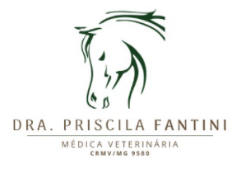 DRA. PRISCILA FANTINI
MÉDICA VETERINÁRIA
CRMV/MG 9580